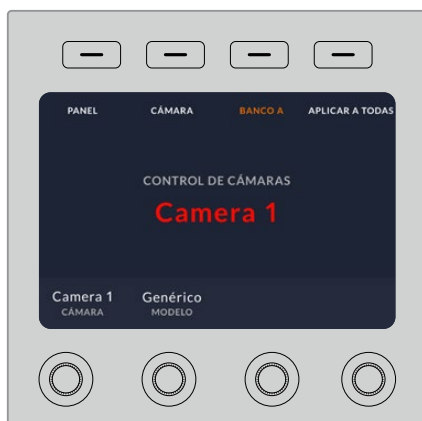 PANEL CÁMARA BANCO A APLICAR A TODAS
CONTROL DE CÁMARAS
Camera 1
Camera 1 Genérico
CÁMARA MODELO